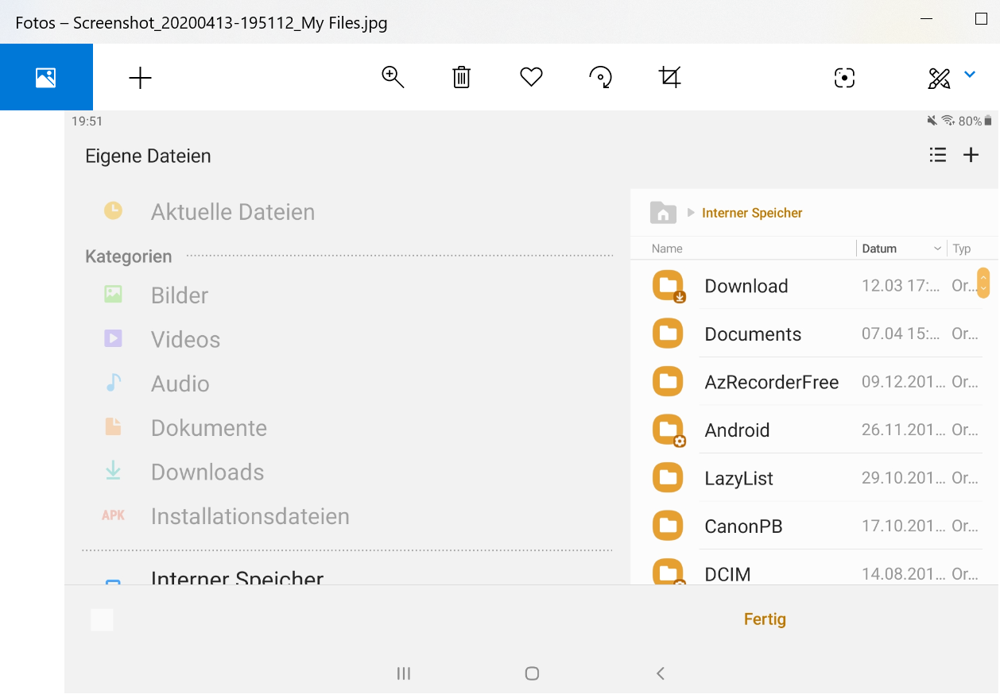 Fotos – Screenshot_20200413-195112_My Files.jpg
19:51
80%
Eigene Dateien
Aktuelle Dateien
Kategorien
Bilder
Videos
Audio
Dokumente
Downloads
APK Installationsdateien
Interner Speicher
Interner Speicher
Name Datum Typ
Download 12.03 17:... Or...
Documents 07.04 15:... Or...
AzRecorderFree 09.12.201... Or...
Android 26.11.201... Or...
LazyList 29.10.201... Or...
CanonPB 17.10.201... Or...
DCIM 14.08.201... Or...
Fertig